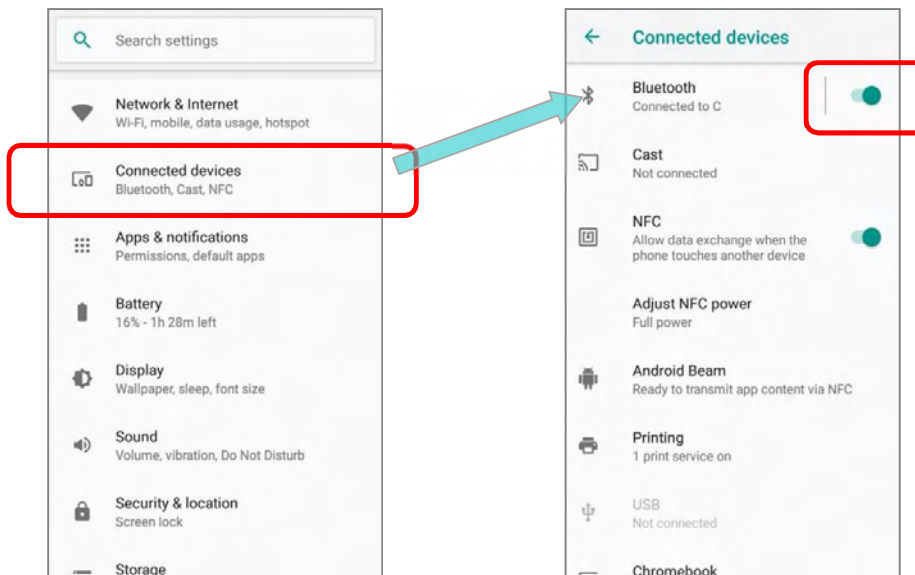 Search settings
Network & Internet
Wi-Fi, mobile, data usage, hotspot
Connected devices
Bluetooth, Cast, NFC
Apps & notifications
Permissions, default apps
Battery
16% - 1h 28m left
Display
Wallpaper, sleep, font size
Sound
Volume, vibration, Do Not Disturb
Security & location
Screen lock
Storage
Connected devices
Bluetooth
Connected to C
Cast
Not connected
NFC
Allow data exchange when the
phone touches another device
Adjust NFC power
Full power
Android Beam
Ready to transmit app content via NFC
Printing
1 print service on
USB
Not connected
Chromebook